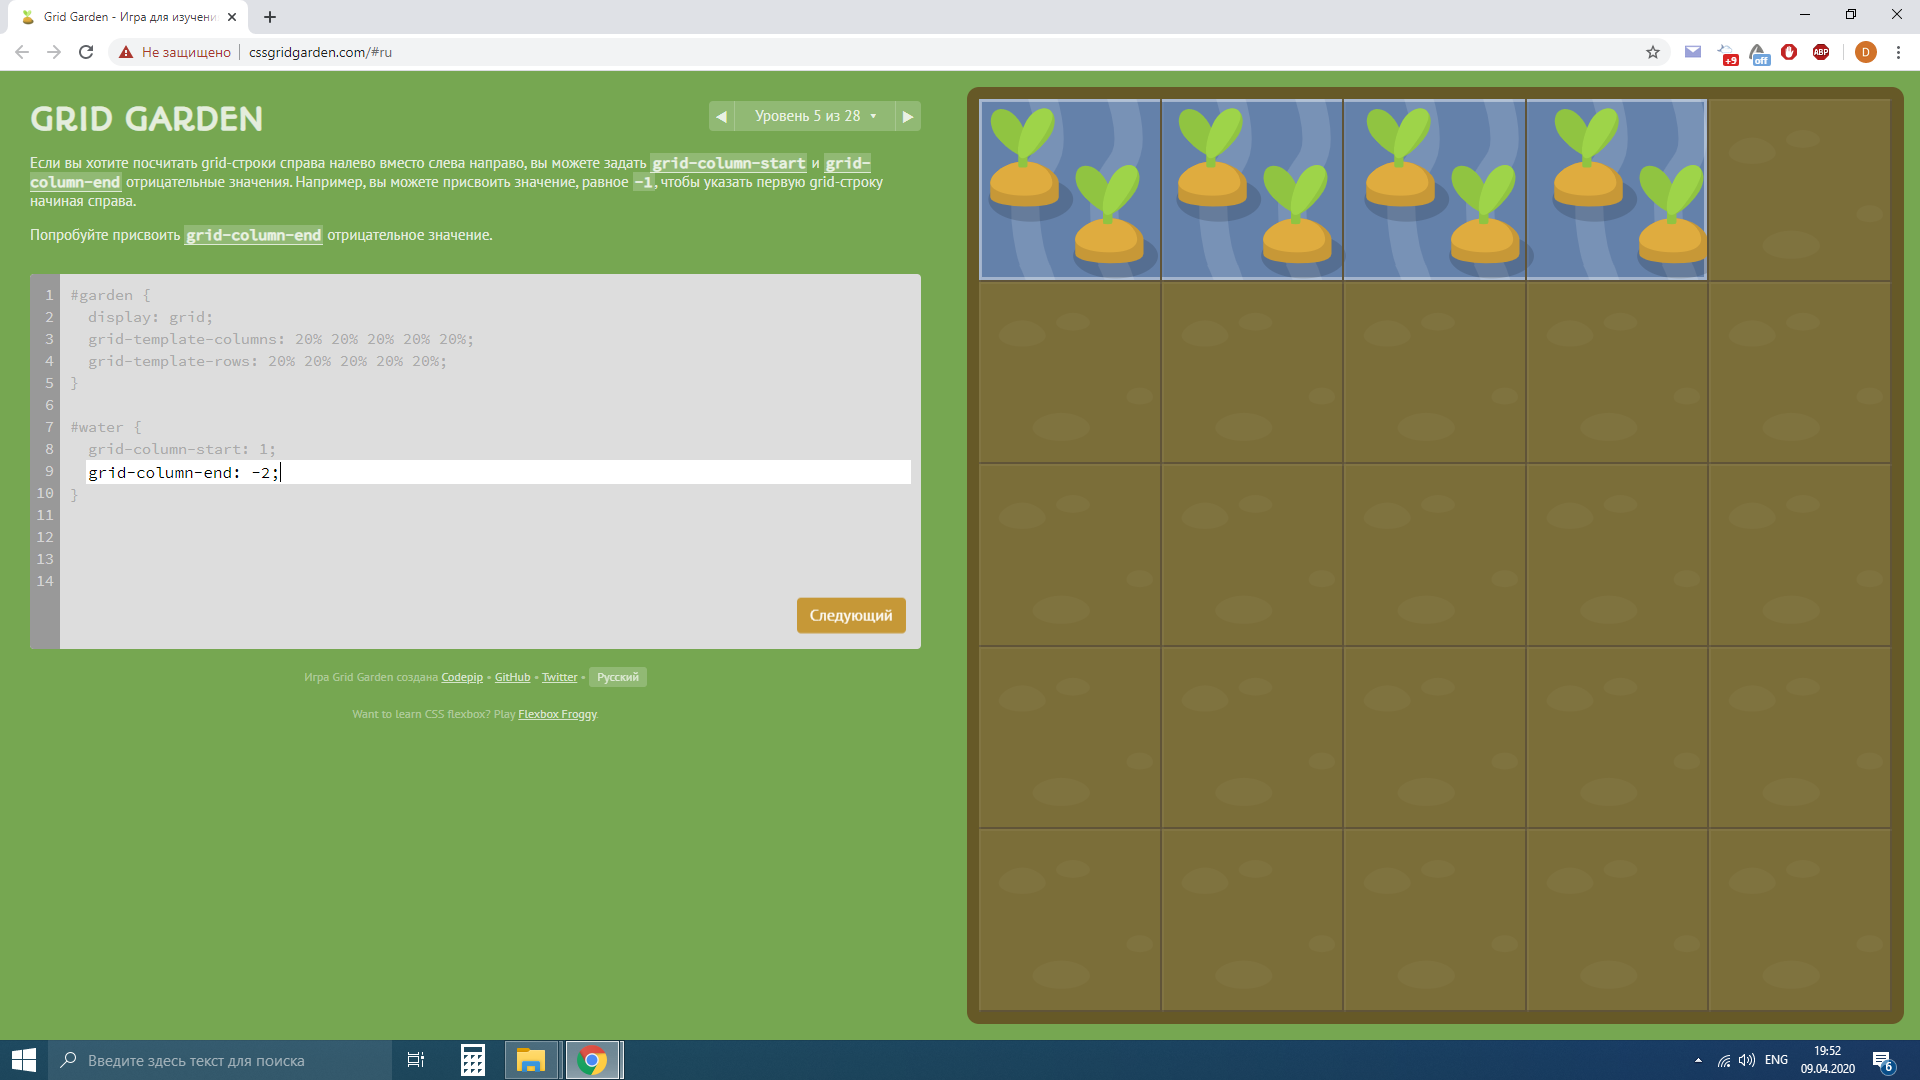 Grid Garden - Игра для изучени
Не защищено
cssgridgarden.com/#ru
+9
off
ABP
D
GRID GARDEN
Уровень 5 из 28
Если вы хотите посчитать grid-строки справа налево вместо слева направо, вы можете задать grid-column-start и grid-
column-end отрицательные значения. Например, вы можете присвоить значение, равное -1, чтобы указать первую grid-строку
начиная справа.
Попробуйте присвоить grid-column-end отрицательное значение.
1 #garden {
2 display: grid;
3 grid-template-columns: 20% 20% 20% 20% 20%;
4 grid-template-rows: 20% 20% 20% 20% 20%;
5 }
6
7 #water {
8 grid-column-start: 1;
9 grid-column-end: -2;
10 }
11
12
13
14
Следующий
Игра Grid Garden создана Codepip • GitHub • Twitter • Русский
Want to learn CSS flexbox? Play Flexbox Froggy.
Введите здесь текст для поиска
ENG
19:52
09.04.2020
6